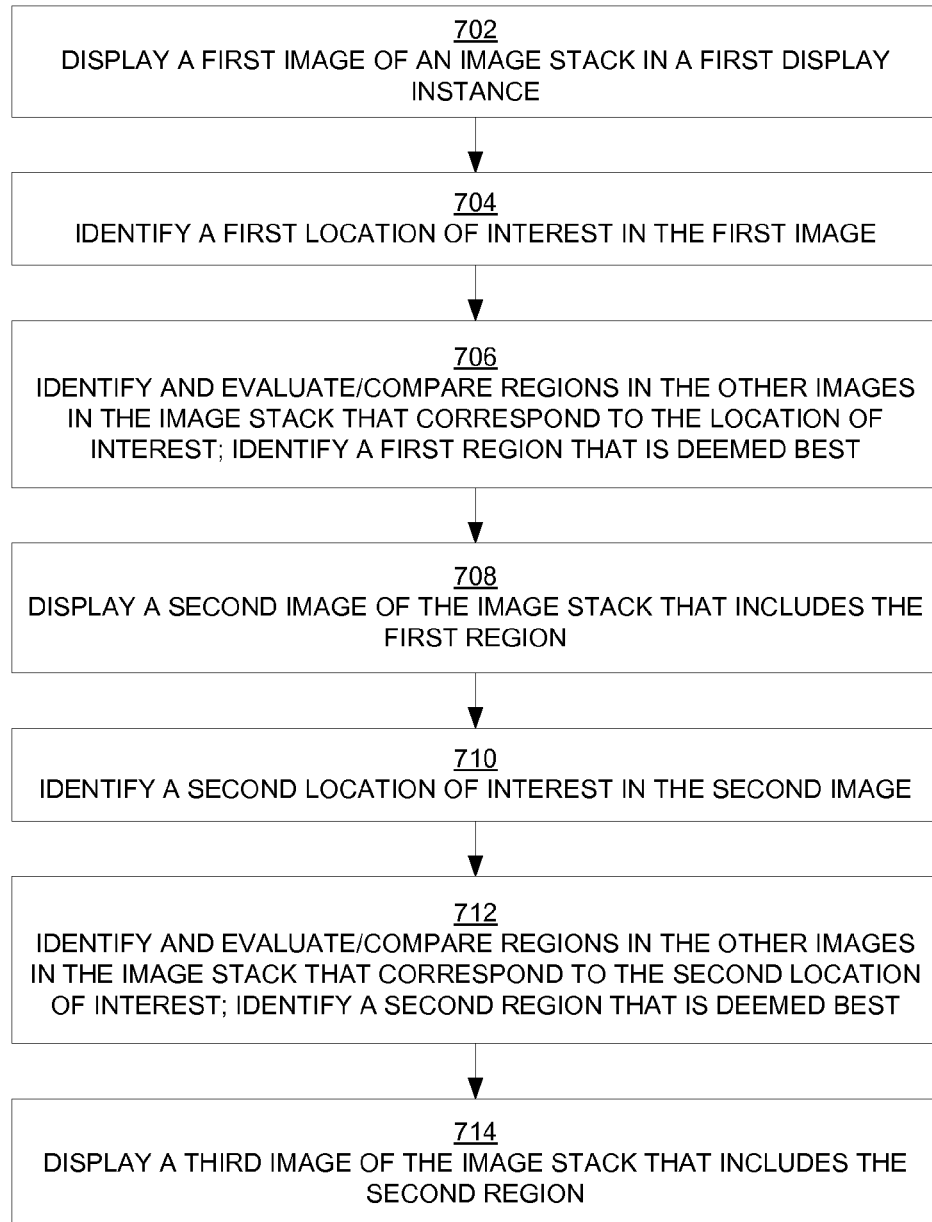 702
DISPLAY A FIRST IMAGE OF AN IMAGE STACK IN A FIRST DISPLAY
INSTANCE
704
IDENTIFY A FIRST LOCATION OF INTEREST IN THE FIRST IMAGE
706
IDENTIFY AND EVALUATE/COMPARE REGIONS IN THE OTHER IMAGES
IN THE IMAGE STACK THAT CORRESPOND TO THE LOCATION OF
INTEREST; IDENTIFY A FIRST REGION THAT IS DEEMED BEST
708
DISPLAY A SECOND IMAGE OF THE IMAGE STACK THAT INCLUDES THE
FIRST REGION
710
IDENTIFY A SECOND LOCATION OF INTEREST IN THE SECOND IMAGE
712
IDENTIFY AND EVALUATE/COMPARE REGIONS IN THE OTHER IMAGES
IN THE IMAGE STACK THAT CORRESPOND TO THE SECOND LOCATION
OF INTEREST; IDENTIFY A SECOND REGION THAT IS DEEMED BEST
714
DISPLAY A THIRD IMAGE OF THE IMAGE STACK THAT INCLUDES THE
SECOND REGION